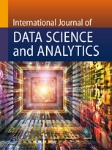 International Journal of
DATA SCIENCE
AND ANALYTICS